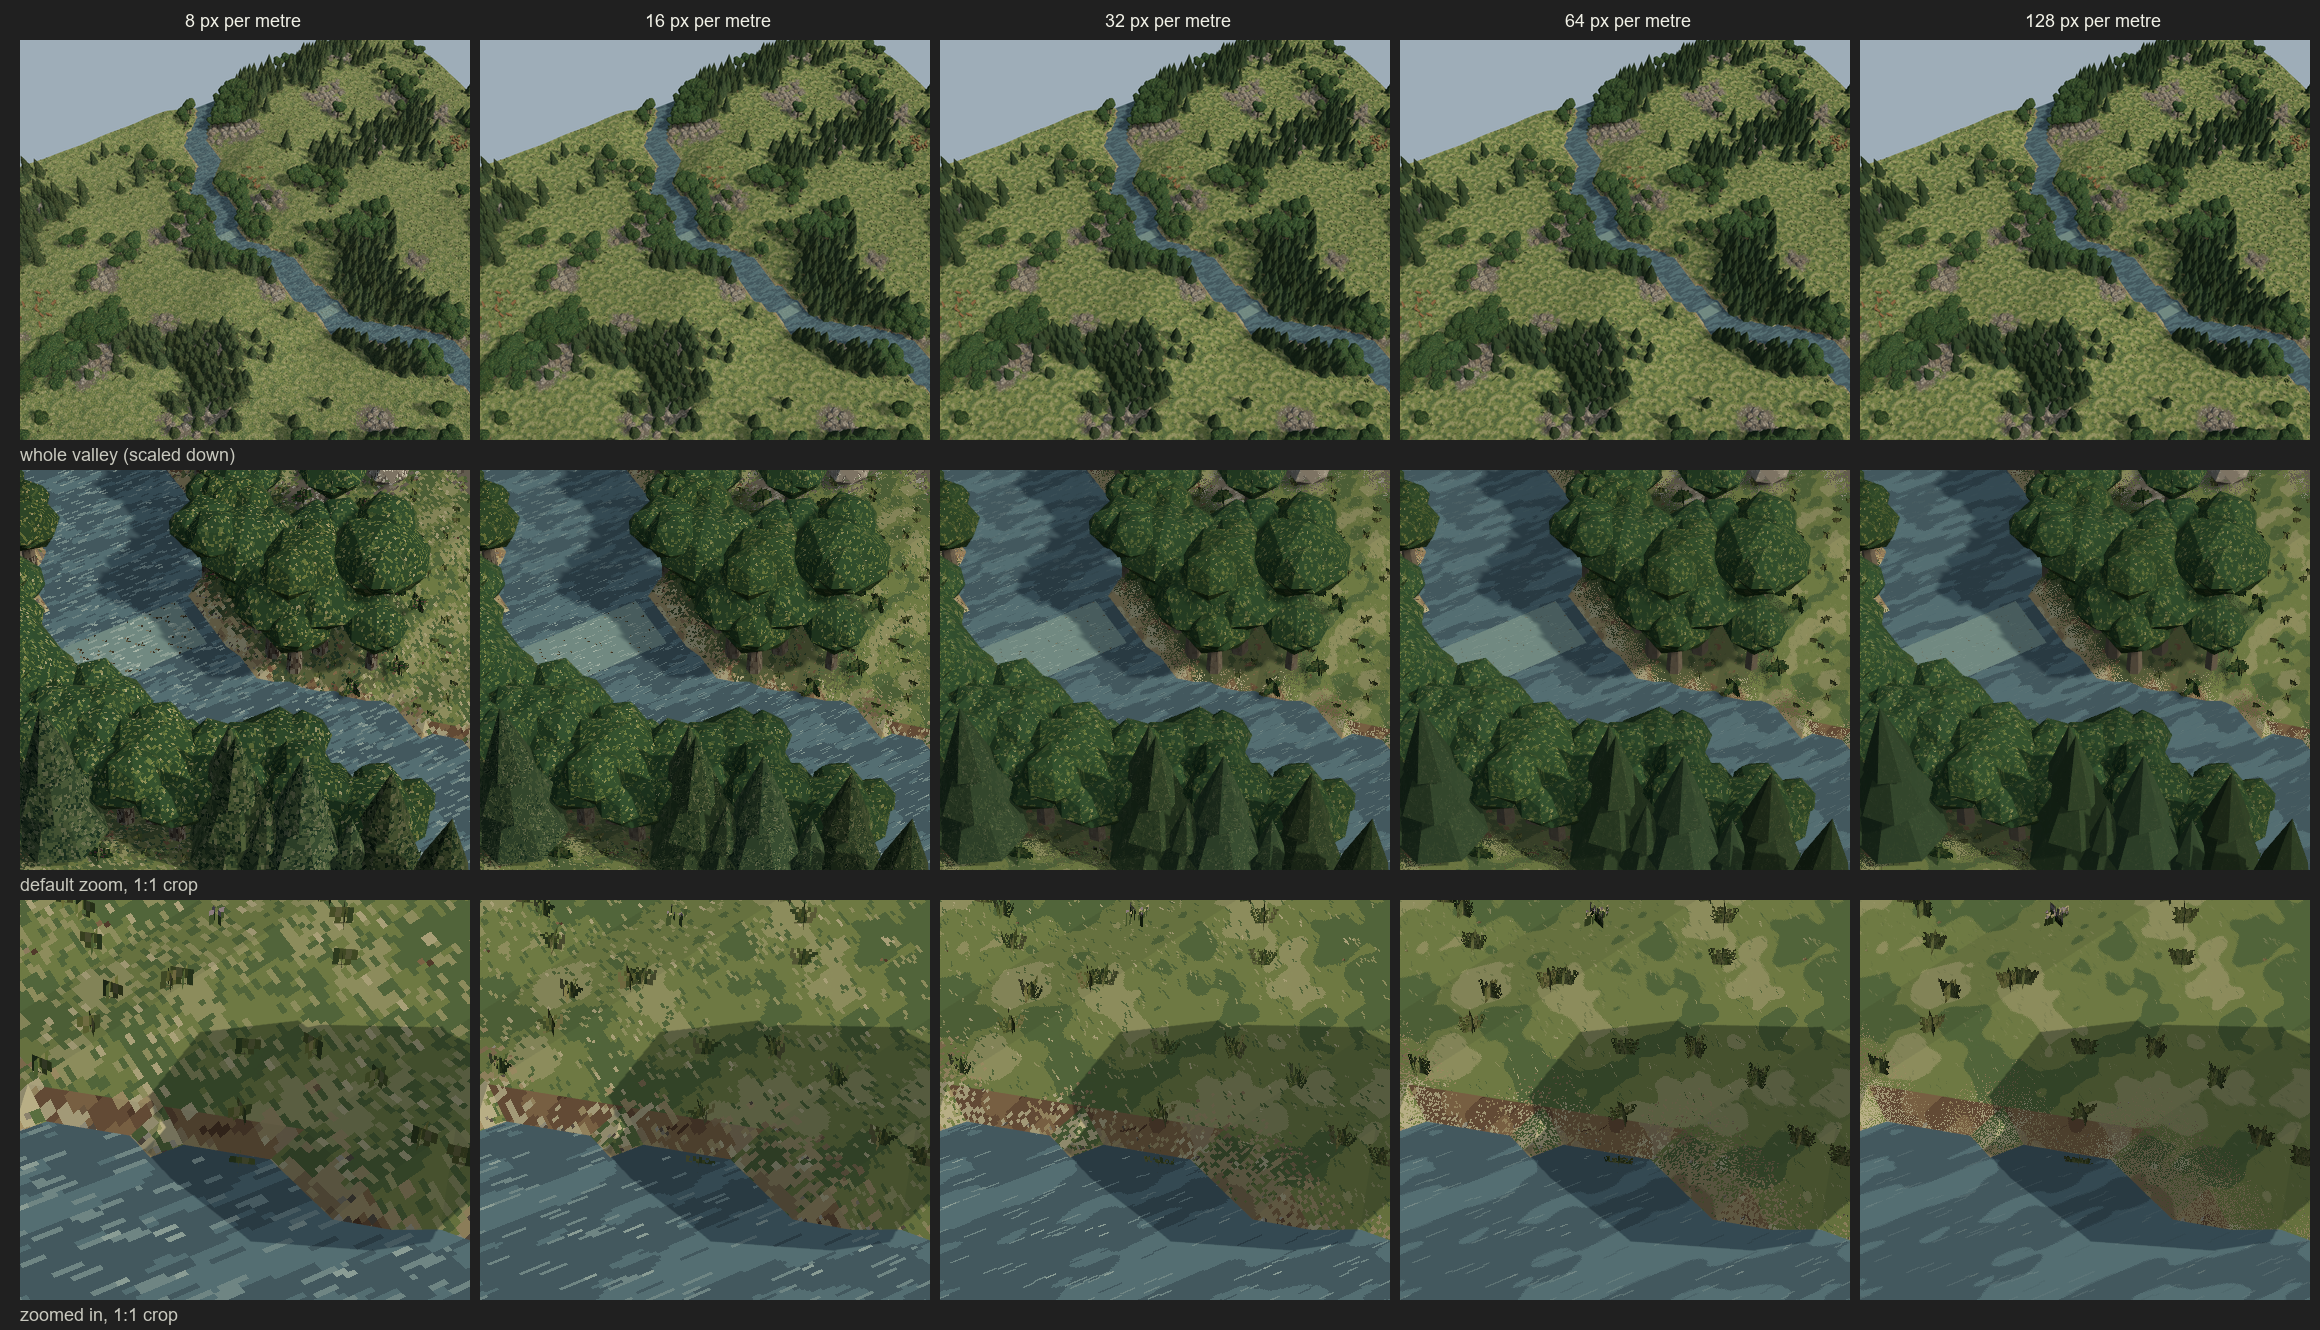 8 px per metre
16 px per metre
32 px per metre
64 px per metre
128 px per metre
whole valley (scaled down)
default zoom, 1:1 crop
zoomed in, 1:1 crop